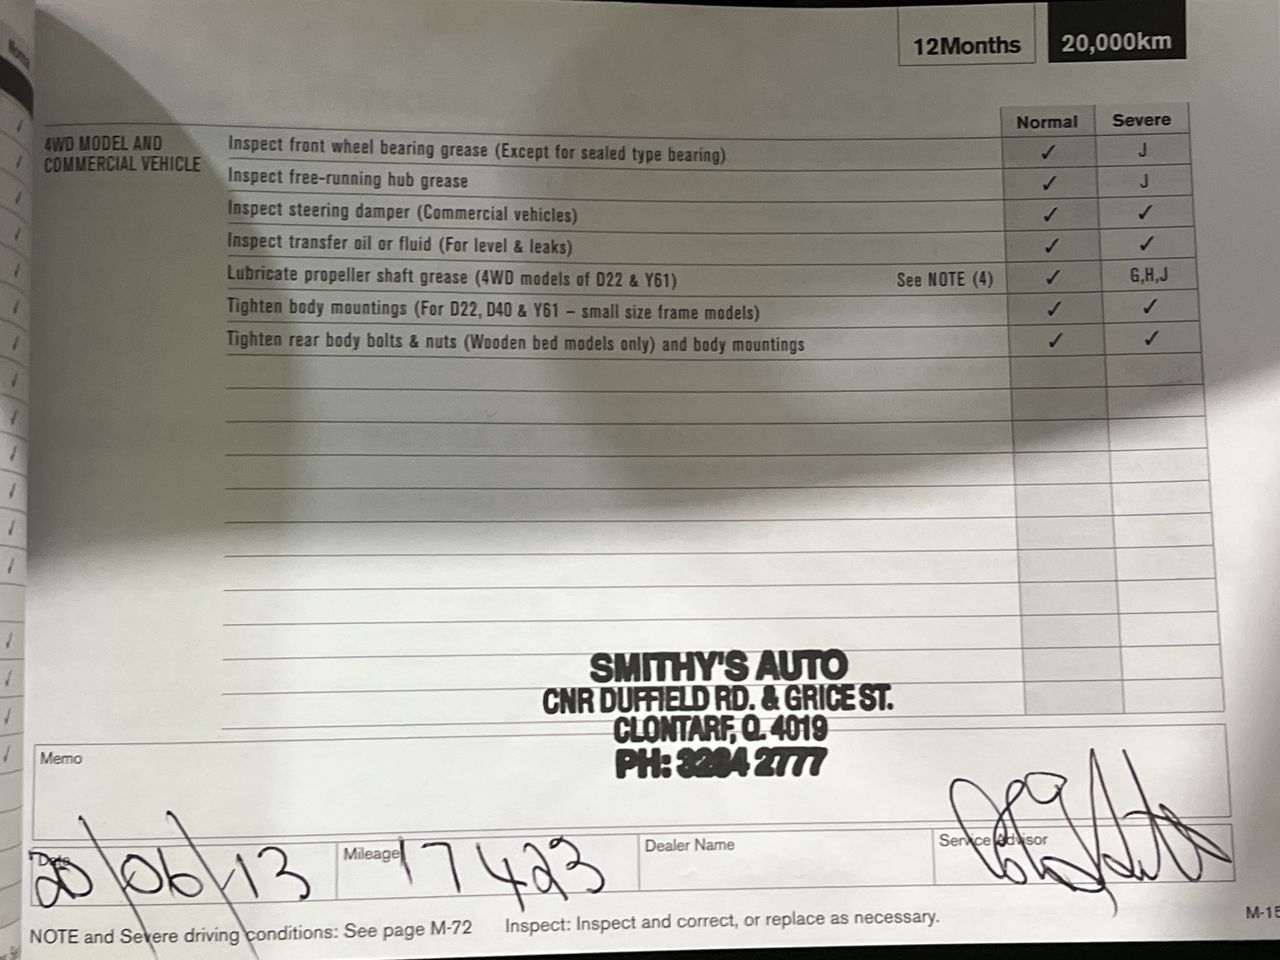 12Months 20,000km
Normal Severe
4WD MODEL AND COMMERCIAL VEHICLE
Inspect front wheel bearing grease (Except for sealed type bearing) ✓ J
Inspect free-running hub grease ✓ J
Inspect steering damper (Commercial vehicles) ✓ ✓
Inspect transfer oil or fluid (For level & leaks) ✓ ✓
Lubricate propeller shaft grease (4WD models of D22 & Y61) See NOTE (4) ✓ G,H,J
Tighten body mountings (For D22, D40 & Y61 – small size frame models) ✓ ✓
Tighten rear body bolts & nuts (Wooden bed models only) and body mountings ✓ ✓
SMITHY'S AUTO
CNR DUFFIELD RD. & GRICE ST.
CLONTARF, Q. 4019
PH: 3284 2777
Memo
Date 20/06/13 Mileage 17423 Dealer Name Service Advisor
NOTE and Severe driving conditions: See page M-72 Inspect: Inspect and correct, or replace as necessary.
M-15